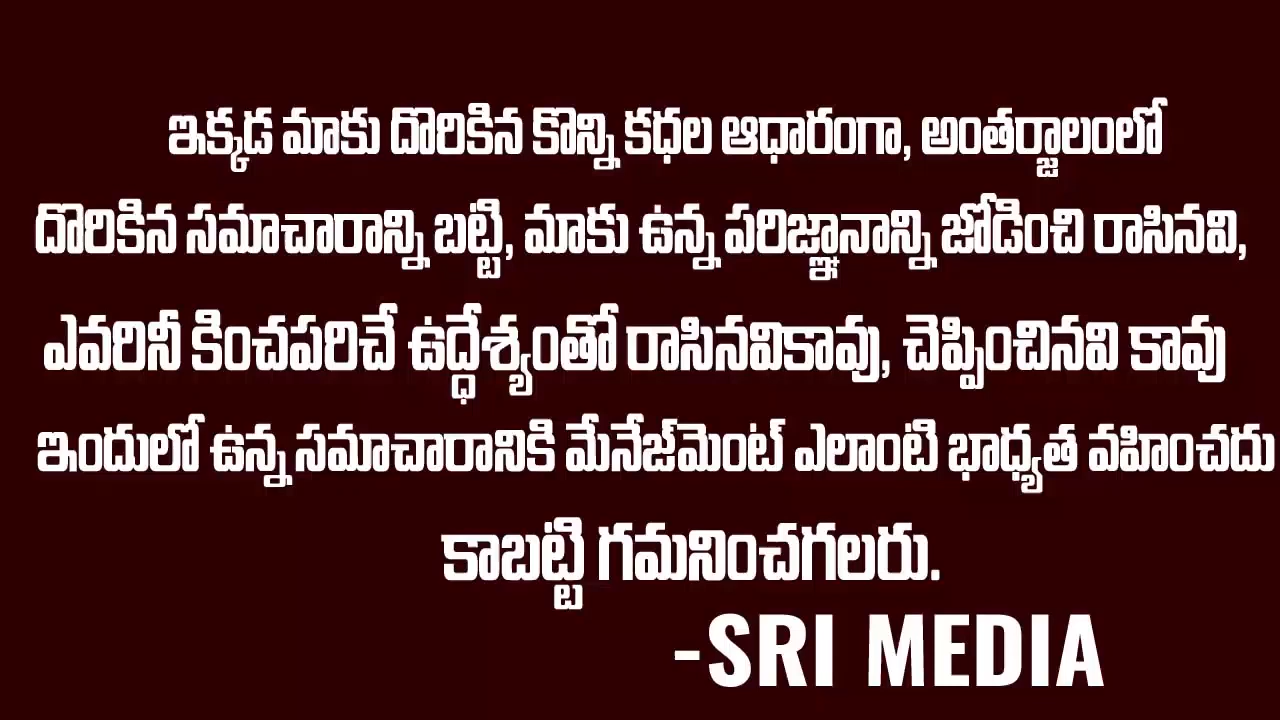 ఇక్కడ మాకు దొరికిన కొన్ని కధల ఆధారంగా, అంతర్జాలంలో
దొరికిన సమాచారాన్ని బట్టి, మాకు ఉన్న పరిజ్ఞానాన్ని జోడించి రాసినవి,
ఎవరినీ కించపరిచే ఉద్ధేశ్యంతో రాసినవికావు, చెప్పించినవి కావు
ఇందులో ఉన్న సమాచారానికి మేనేజ్‌మెంట్ ఎలాంటి భాధ్యత వహించదు
కాబట్టి గమనించగలరు.
-SRI MEDIA